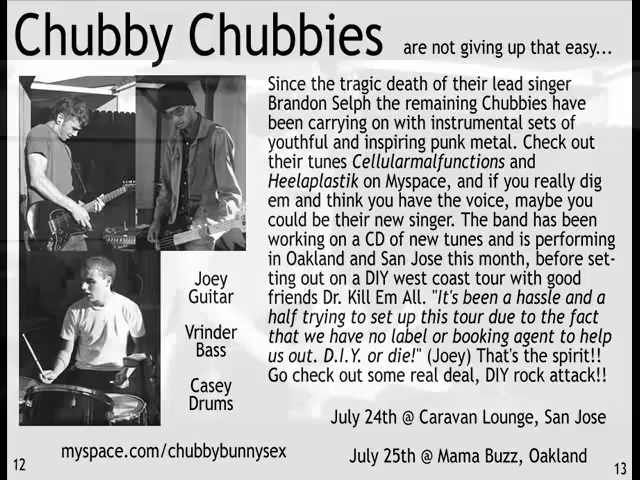 Chubby Chubbies are not giving up that easy...
Since the tragic death of their lead singer
Brandon Selph the remaining Chubbies have
been carrying on with instrumental sets of
youthful and inspiring punk metal. Check out
their tunes Cellularmalfunctions and
Heelaplastik on Myspace, and if you really dig
em and think you have the voice, maybe you
could be their new singer. The band has been
working on a CD of new tunes and is performing
in Oakland and San Jose this month, before set-
ting out on a DIY west coast tour with good
friends Dr. Kill Em All. "It's been a hassle and a
half trying to set up this tour due to the fact
that we have no label or booking agent to help
us out. D.I.Y. or die!" (Joey) That's the spirit!!
Go check out some real deal, DIY rock attack!!
Joey
Guitar
Vrinder
Bass
Casey
Drums
July 24th @ Caravan Lounge, San Jose
July 25th @ Mama Buzz, Oakland
myspace.com/chubbybunnysex
12
13